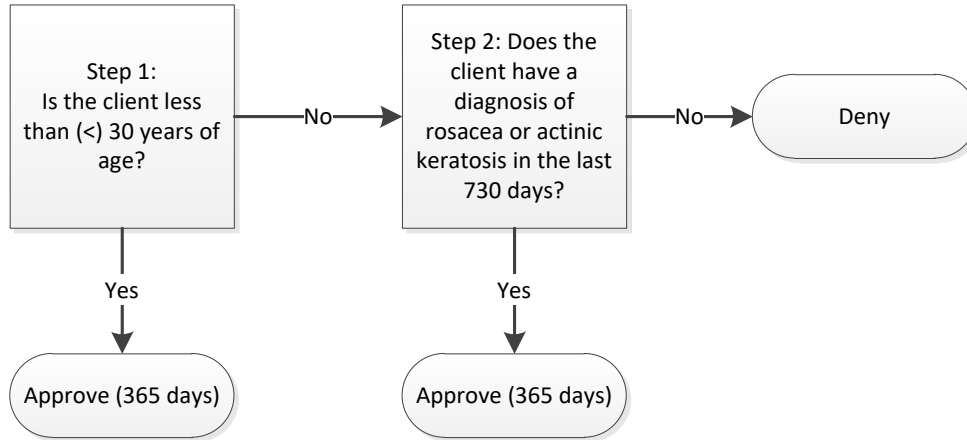 Step 1:
Is the client less
than (<) 30 years of
age?
No
Step 2: Does the
client have a
diagnosis of
rosacea or actinic
keratosis in the last
730 days?
No
Deny
Yes
Yes
Approve (365 days)
Approve (365 days)